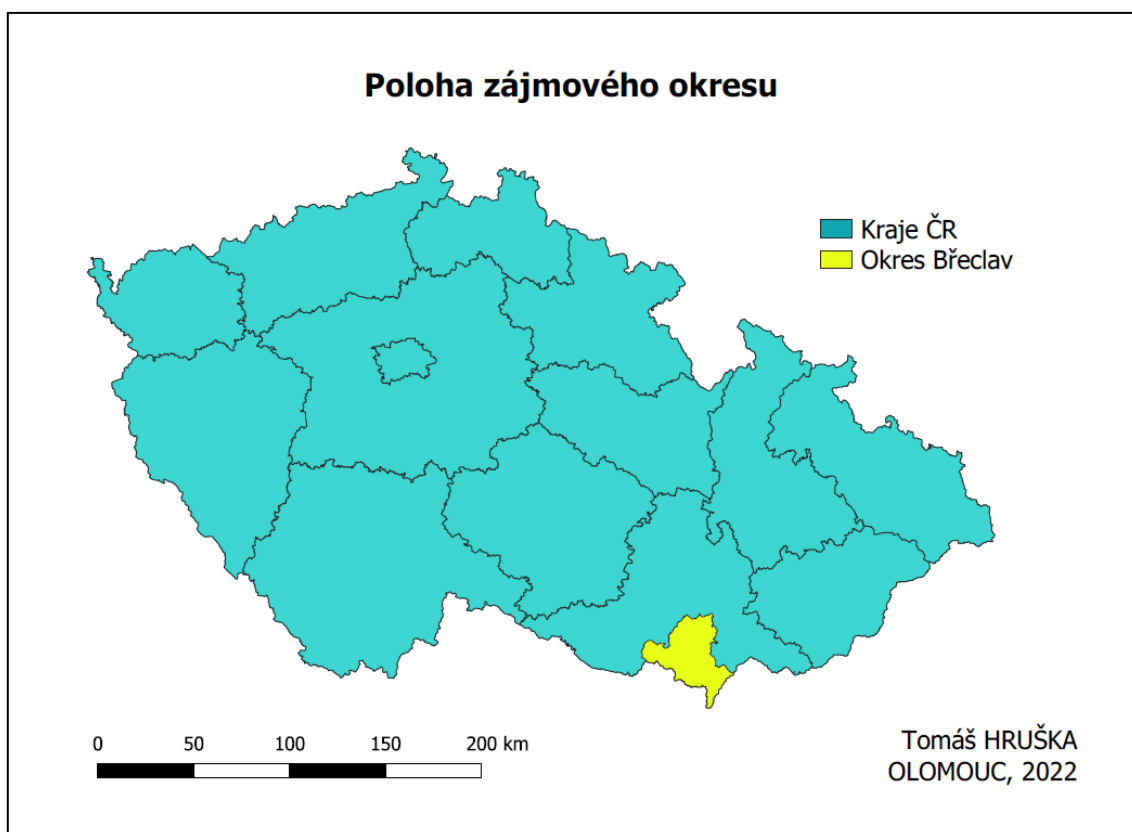 Poloha zájmového okresu
Kraje ČR
Okres Břeclav
0 50 100 150 200 km
Tomáš HRUŠKA
OLOMOUC, 2022